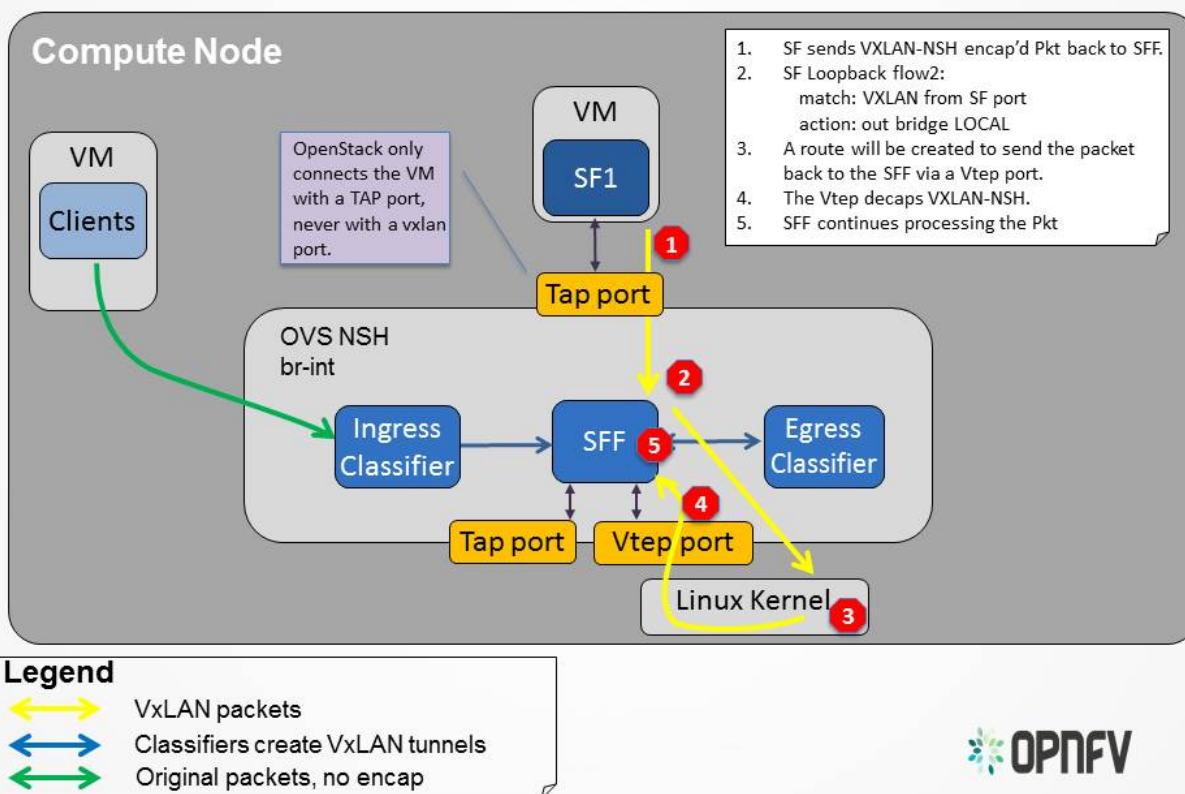 Compute Node
1. SF sends VXLAN-NSH encap'd Pkt back to SFF.
2. SF Loopback flow2:
match: VXLAN from SF port
action: out bridge LOCAL
3. A route will be created to send the packet
back to the SFF via a Vtep port.
4. The Vtep decaps VXLAN-NSH.
5. SFF continues processing the Pkt
VM
Clients
OpenStack only
connects the VM
with a TAP port,
never with a vxlan
port.
VM
SF1
1
Tap port
OVS NSH
br-int
2
Ingress
Classifier
SFF
5
Egress
Classifier
4
Tap port
Vtep port
Linux Kernel
3
Legend
VxLAN packets
Classifiers create VxLAN tunnels
Original packets, no encap
OPNFV